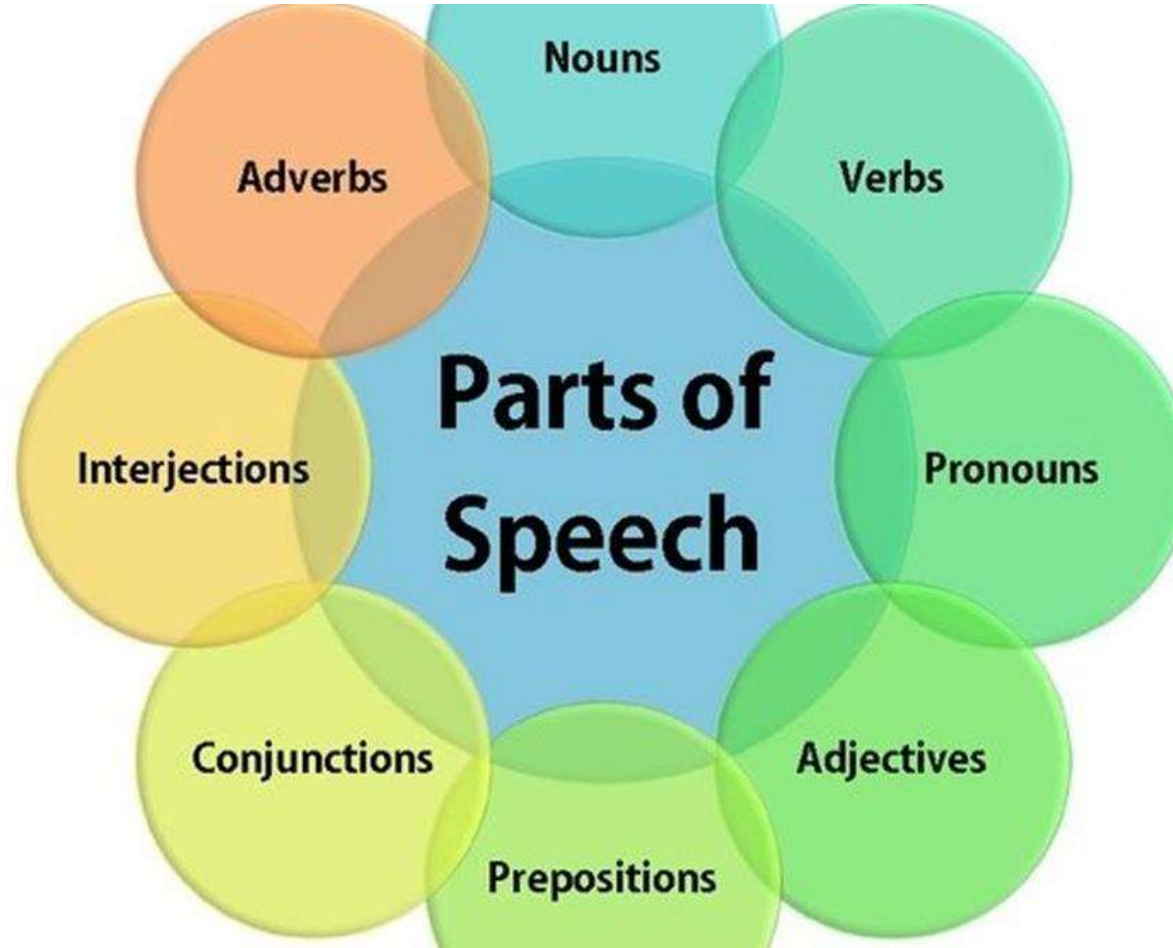 Nouns
Adverbs
Verbs
Parts of
Speech
Interjections
Pronouns
Conjunctions
Adjectives
Prepositions